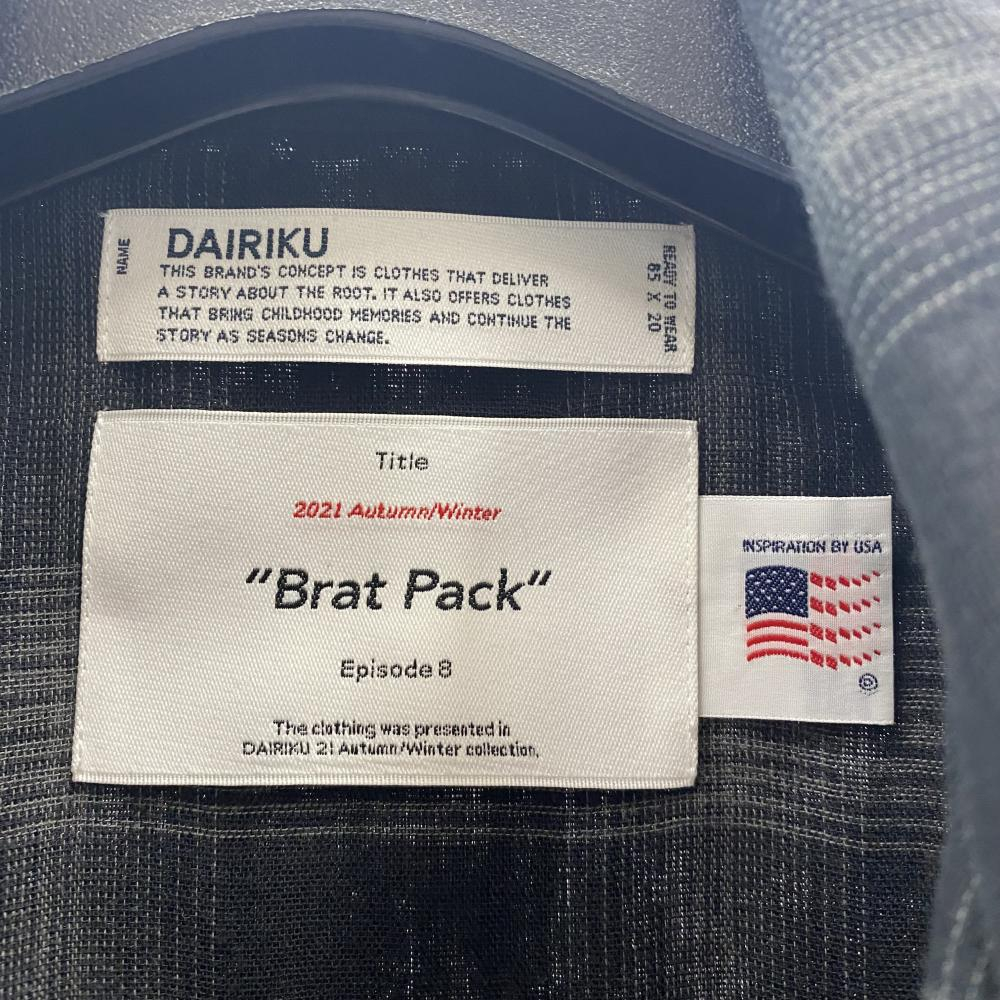 NAME
DAIRIKU
THIS BRAND'S CONCEPT IS CLOTHES THAT DELIVER
A STORY ABOUT THE ROOT. IT ALSO OFFERS CLOTHES
THAT BRING CHILDHOOD MEMORIES AND CONTINUE THE
STORY AS SEASONS CHANGE.
READY TO WEAR
85 X 20
Title
2021 Autumn/Winter
“Brat Pack“
Episode 8
The clothing was presented in
DAIRIKU 21 Autumn/Winter collection.
INSPIRATION BY USA